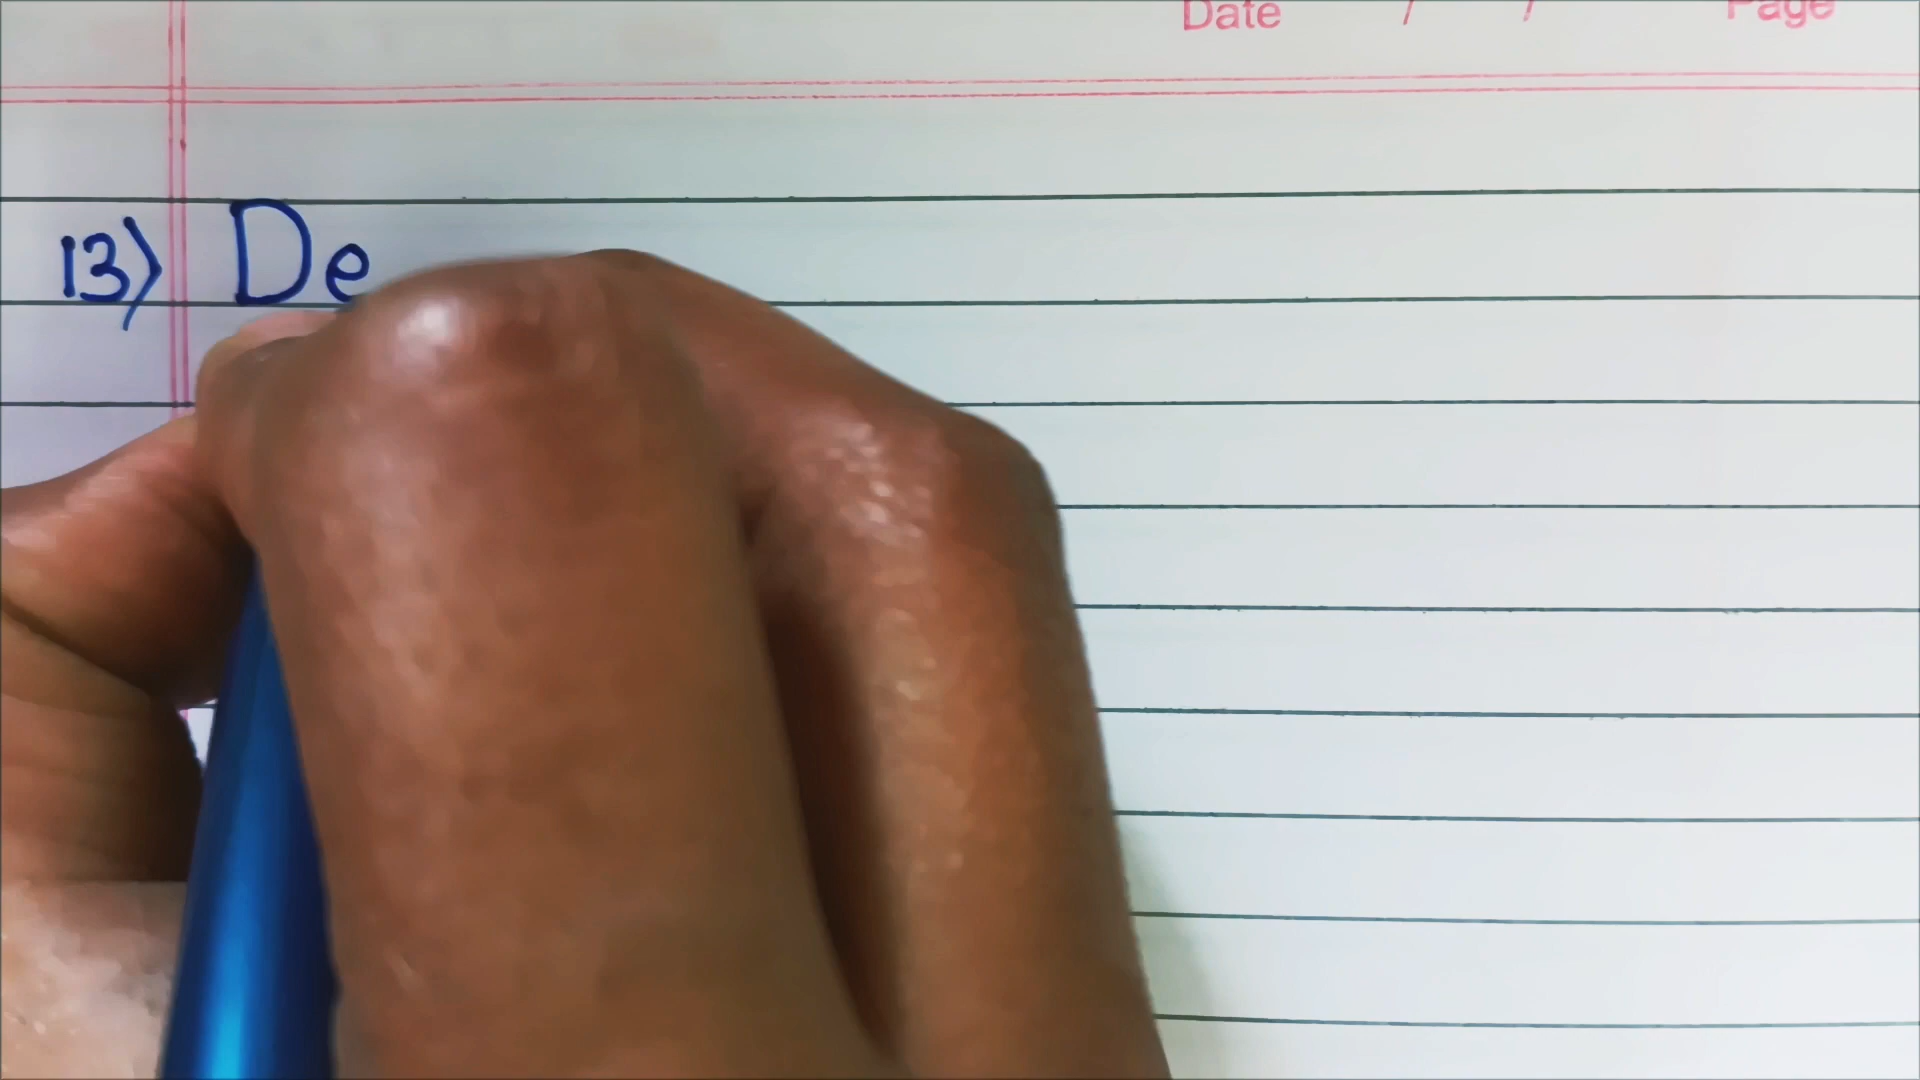 Date / / Page
13) De